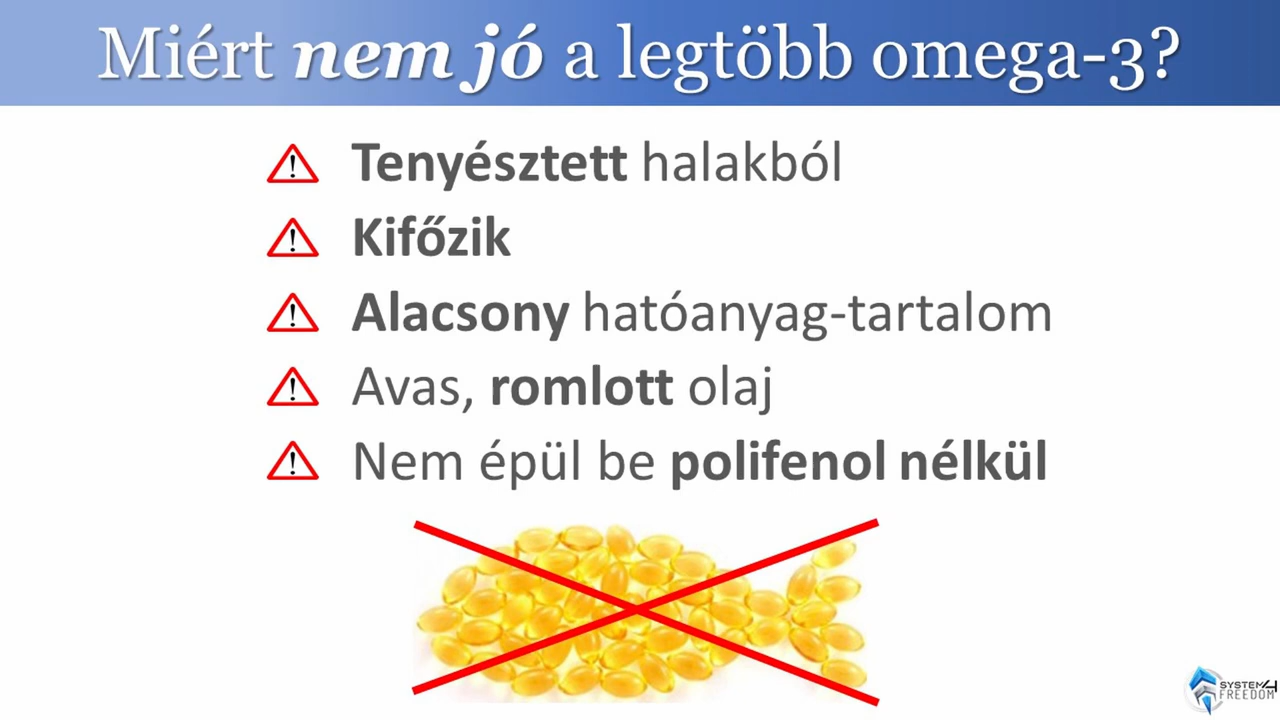 Miért nem jó a legtöbb omega-3?
Tenyésztett halakból
Kifőzik
Alacsony hatóanyag-tartalom
Avas, romlott olaj
Nem épül be polifenol nélkül
SYSTEM4
FREEDOM